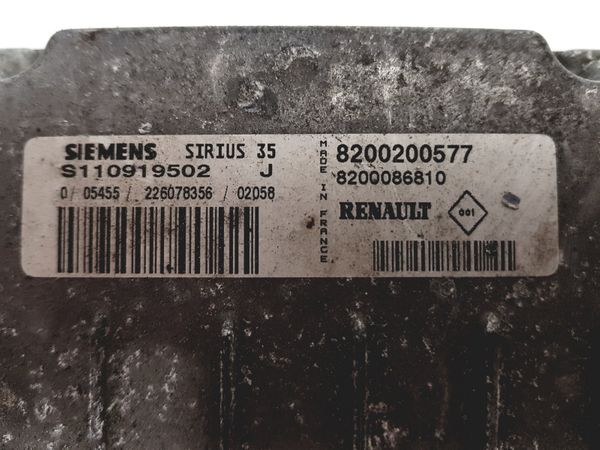 SIEMENS SIRIUS 35
S110919502 J
0/ 05455 / 226078356 / 02058
MADE IN FRANCE
8200200577
8200086810
RENAULT 001